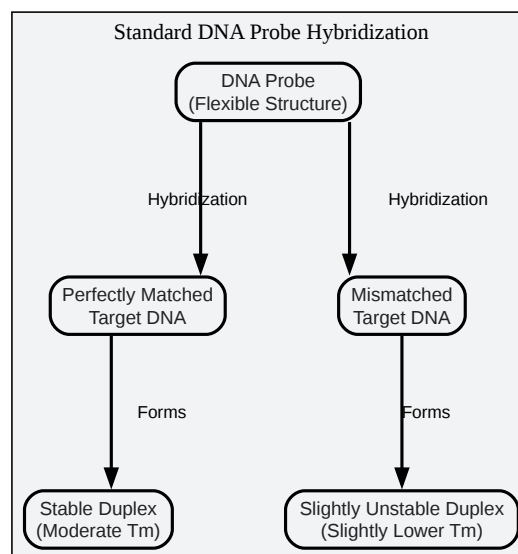 Standard DNA Probe Hybridization
DNA Probe
(Flexible Structure)
Hybridization
Hybridization
Perfectly Matched
Target DNA
Mismatched
Target DNA
Forms
Forms
Stable Duplex
(Moderate Tm)
Slightly Unstable Duplex
(Slightly Lower Tm)